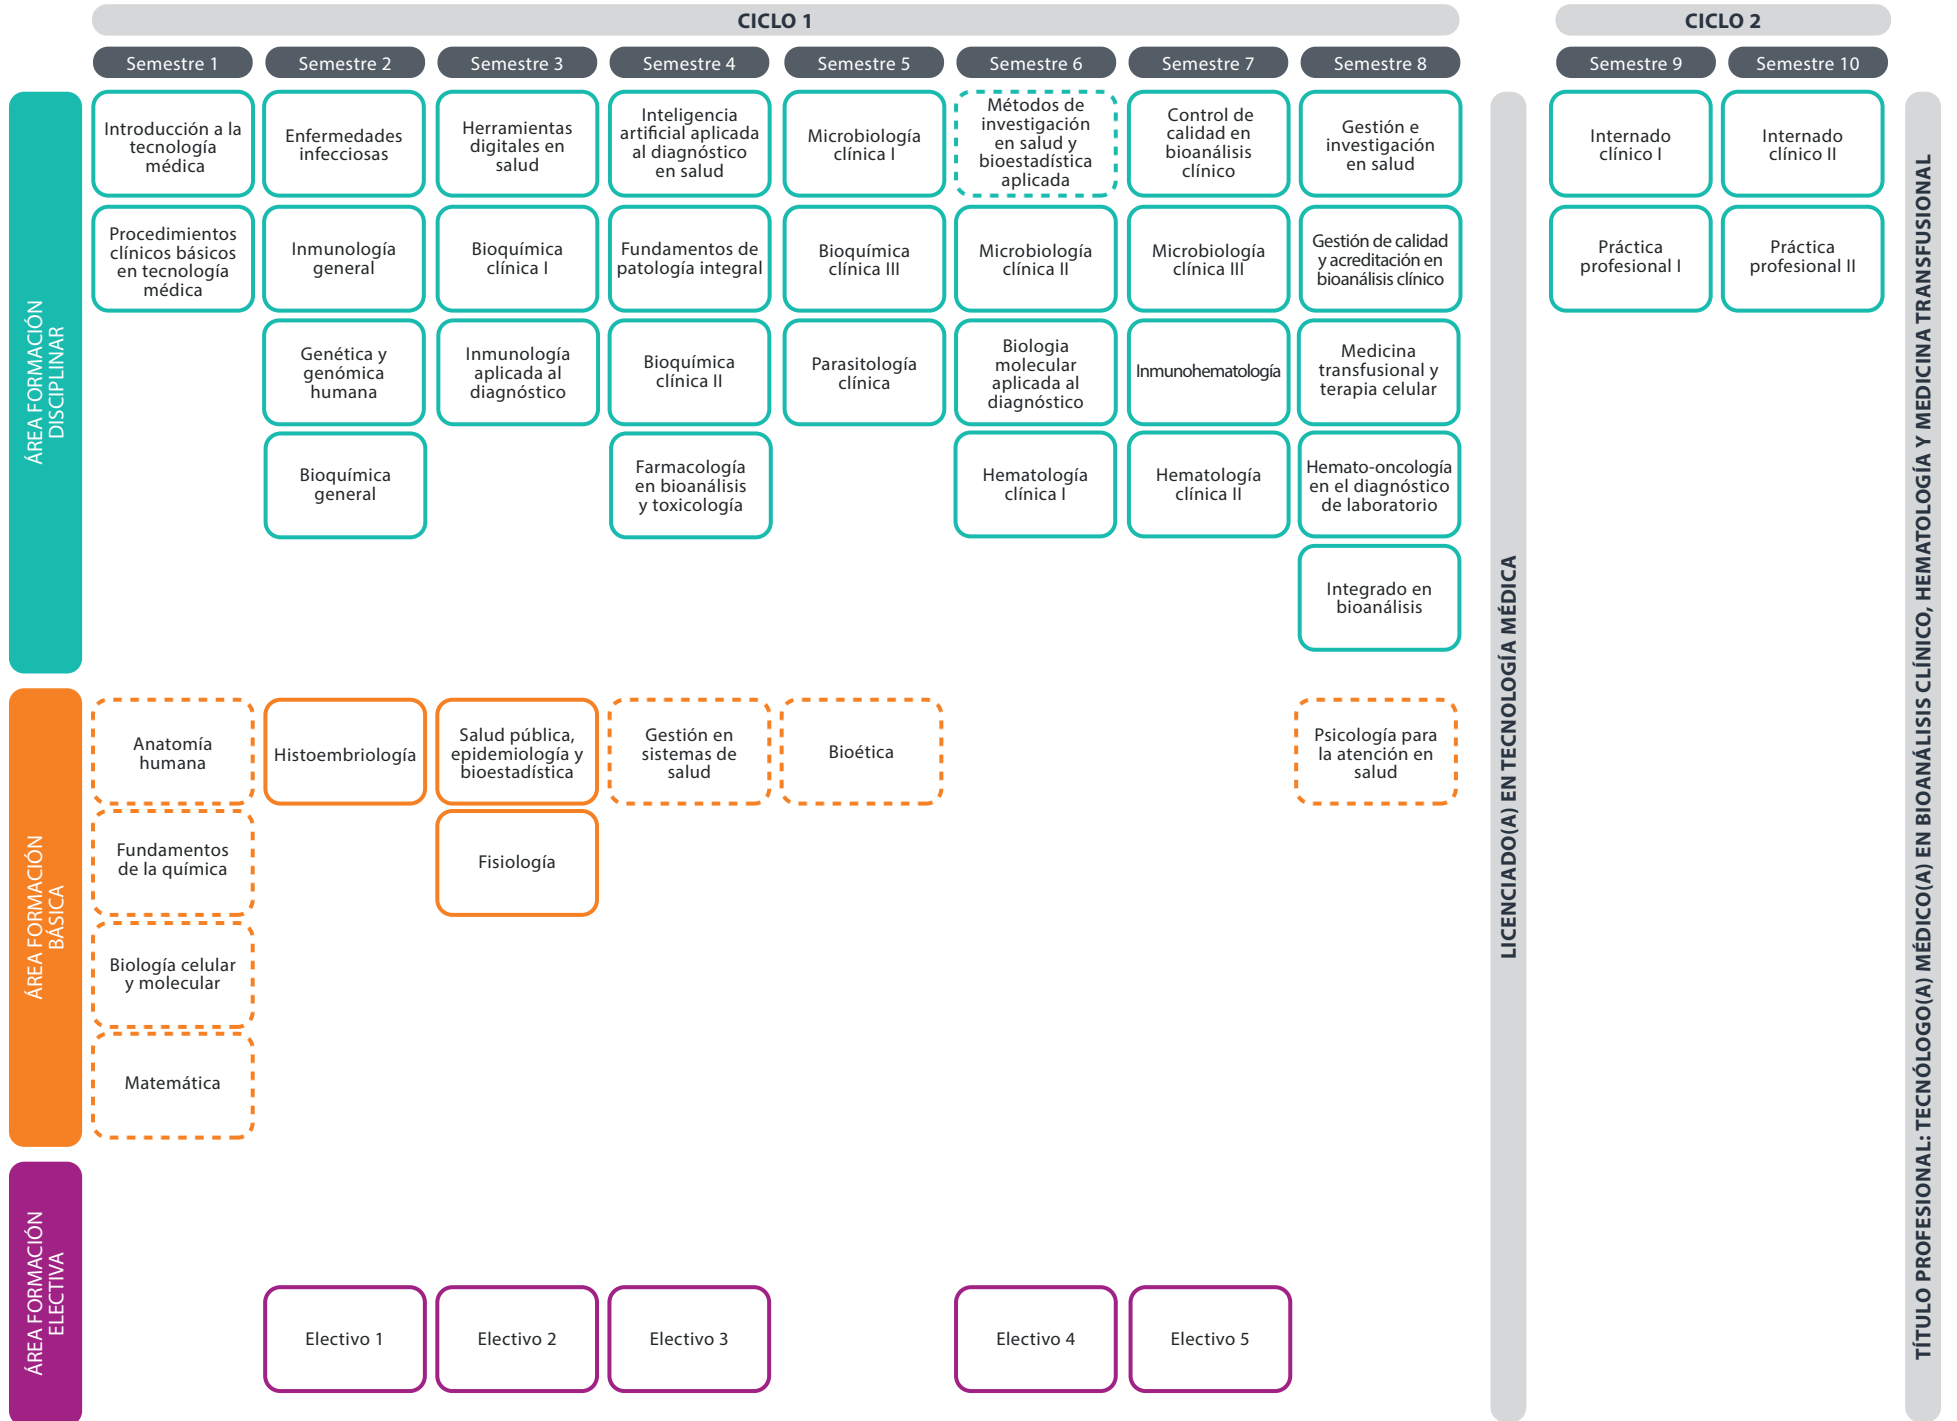 CICLO 1
CICLO 2
Semestre 1
Semestre 2
Semestre 3
Semestre 4
Semestre 5
Semestre 6
Semestre 7
Semestre 8
Semestre 9
Semestre 10
ÁREA FORMACIÓN
DISCIPLINAR
Introducción a la
tecnología
médica
Enfermedades
infecciosas
Herramientas
digitales en
salud
Inteligencia
artificial aplicada
al diagnóstico
en salud
Microbiología
clínica I
Métodos de
investigación
en salud y
bioestadística
aplicada
Control de
calidad en
bioanálisis
clínico
Gestión e
investigación
en salud
Internado
clínico I
Internado
clínico II
Procedimientos
clínicos básicos
en tecnología
médica
Inmunología
general
Bioquímica
clínica I
Fundamentos de
patología integral
Bioquímica
clínica III
Microbiología
clínica II
Microbiología
clínica III
Gestión de calidad
y acreditación en
bioanálisis clínico
Práctica
profesional I
Práctica
profesional II
Genética y
genómica
humana
Inmunología
aplicada al
diagnóstico
Bioquímica
clínica II
Parasitología
clínica
Biologia
molecular
aplicada al
diagnóstico
Inmunohematología
Medicina
transfusional y
terapia celular
Bioquímica
general
Farmacología
en bioanálisis
y toxicología
Hematología
clínica I
Hematología
clínica II
Hemato-oncología
en el diagnóstico
de laboratorio
Integrado en
bioanálisis
ÁREA FORMACIÓN
BÁSICA
Anatomía
humana
Histoembriología
Salud pública,
epidemiología y
bioestadística
Gestión en
sistemas de
salud
Bioética
Psicología para
la atención en
salud
Fundamentos
de la química
Fisiología
Biología celular
y molecular
Matemática
ÁREA FORMACIÓN
ELECTIVA
Electivo 1
Electivo 2
Electivo 3
Electivo 4
Electivo 5
LICENCIADO(A) EN TECNOLOGÍA MÉDICA
TÍTULO PROFESIONAL: TECNÓLOGO(A) MÉDICO(A) EN BIOANÁLISIS CLÍNICO, HEMATOLOGÍA Y MEDICINA TRANSFUSIONAL